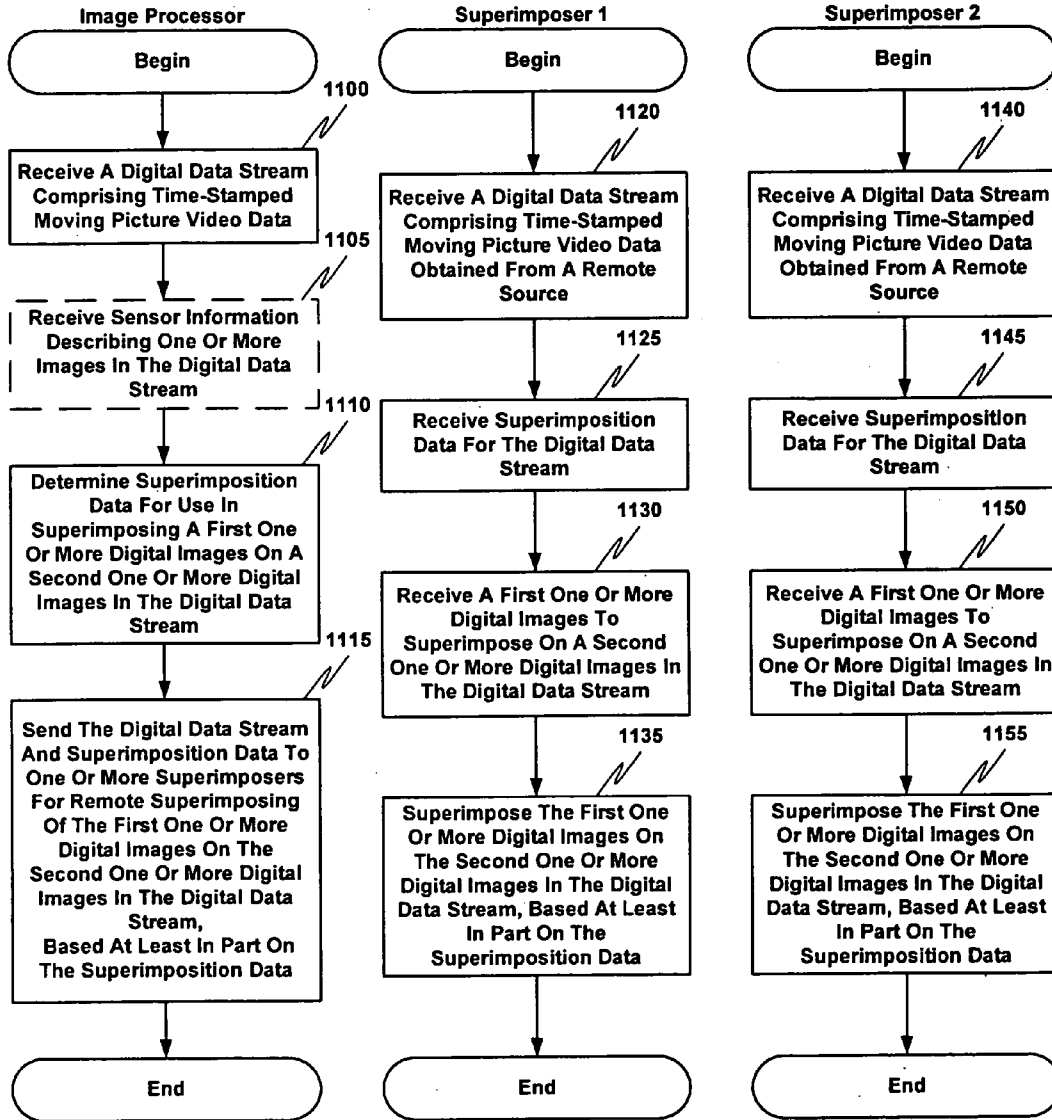 Image Processor
Begin
1100
Receive A Digital Data Stream
Comprising Time-Stamped
Moving Picture Video Data
1105
Receive Sensor Information
Describing One Or More
Images In The Digital Data
Stream
1110
Determine Superimposition
Data For Use In
Superimposing A First One
Or More Digital Images On A
Second One Or More Digital
Images In The Digital Data
Stream
1115
Send The Digital Data Stream
And Superimposition Data To
One Or More Superimposers
For Remote Superimposing
Of The First One Or More
Digital Images On The
Second One Or More Digital
Images In The Digital Data
Stream,
Based At Least In Part On
The Superimposition Data
End
Superimposer 1
Begin
1120
Receive A Digital Data Stream
Comprising Time-Stamped
Moving Picture Video Data
Obtained From A Remote
Source
1125
Receive Superimposition
Data For The Digital Data
Stream
1130
Receive A First One Or More
Digital Images To
Superimpose On A Second
One Or More Digital Images In
The Digital Data Stream
1135
Superimpose The First One
Or More Digital Images On
The Second One Or More
Digital Images In The Digital
Data Stream, Based At Least
In Part On The
Superimposition Data
End
Superimposer 2
Begin
1140
Receive A Digital Data Stream
Comprising Time-Stamped
Moving Picture Video Data
Obtained From A Remote
Source
1145
Receive Superimposition
Data For The Digital Data
Stream
1150
Receive A First One Or More
Digital Images To
Superimpose On A Second
One Or More Digital Images In
The Digital Data Stream
1155
Superimpose The First One
Or More Digital Images On
The Second One Or More
Digital Images In The Digital
Data Stream, Based At Least
In Part On The
Superimposition Data
End